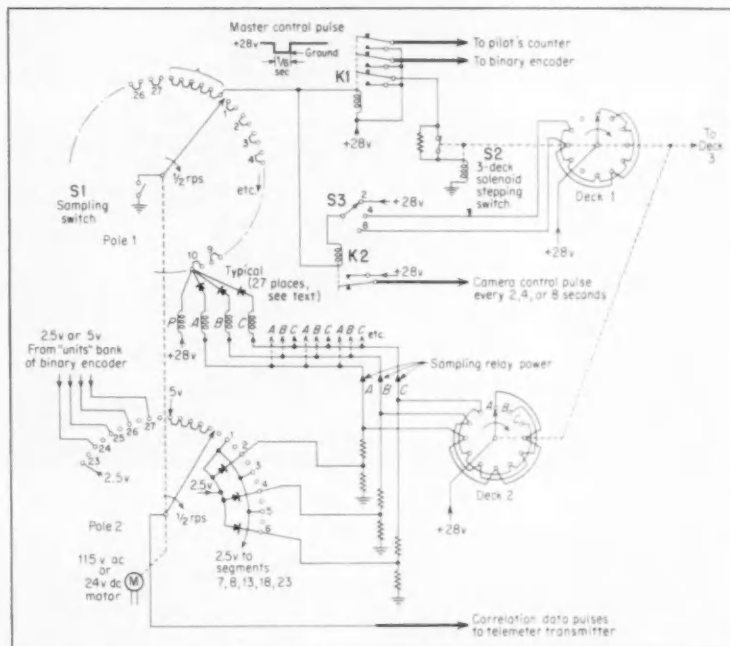 Master control pulse
+28v
Ground
(1/8
sec)
To pilot's counter
To binary encoder
K1
+28v
26
27
1
2
3
4
etc.
S1
Sampling
switch
1/2 rps
Pole 1
S2
3-deck
solenoid
stepping
switch
Deck 1
+28v
To
Deck
3
S3
2
4
8
+28v
K2
+28v
Camera control pulse
every 2, 4, or 8 seconds
10
9
Typical
(27 places,
see text)
P
A
B
C
+28v
A B C A B C A B C etc.
Sampling relay power
A
B
C
2.5v or 5v
From "units" bank
of binary encoder
5v
27
26
25
24
23
2.5v
1
2
3
4
5
6
2.5v
Pole 2
1/2 rps
2.5v to
segments
7, 8, 13, 18, 23
115 v ac
or
24v dc
motor
M
A
B
Deck 2
+28v
Correlation data pulses
to telemeter transmitter